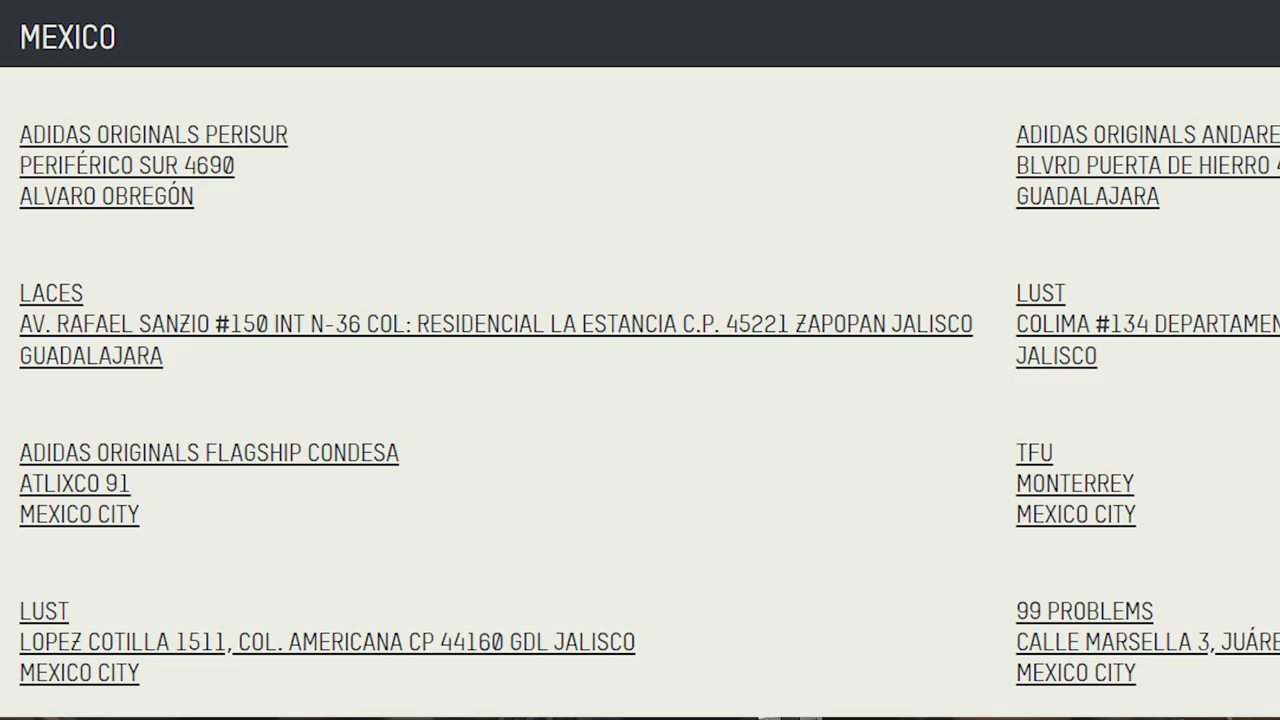 MEXICO
ADIDAS ORIGINALS PERISUR
PERIFÉRICO SUR 4690
ALVARO OBREGÓN
ADIDAS ORIGINALS ANDARE
BLVRD PUERTA DE HIERRO
GUADALAJARA
LACES
AV. RAFAEL SANZIO #150 INT N-36 COL: RESIDENCIAL LA ESTANCIA C.P. 45221 ZAPOPAN JALISCO
GUADALAJARA
LUST
COLIMA #134 DEPARTAMEN
JALISCO
ADIDAS ORIGINALS FLAGSHIP CONDESA
ATLIXCO 91
MEXICO CITY
TFU
MONTERREY
MEXICO CITY
LUST
LOPEZ COTILLA 1511, COL. AMERICANA CP 44160 GDL JALISCO
MEXICO CITY
99 PROBLEMS
CALLE MARSELLA 3, JUÁRE
MEXICO CITY